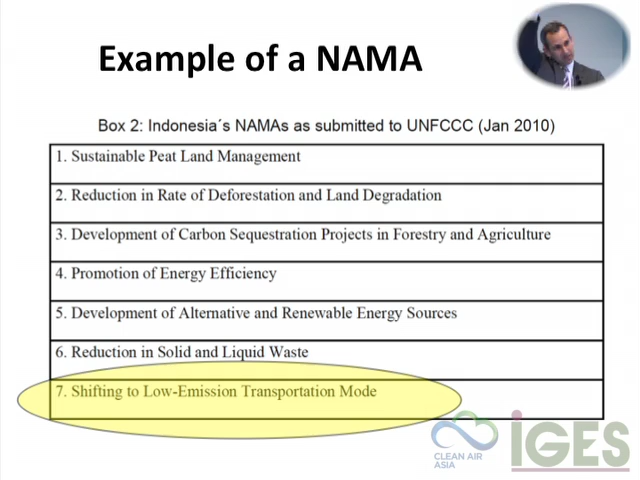 Example of a NAMA
Box 2: Indonesia´s NAMAs as submitted to UNFCCC (Jan 2010)
1. Sustainable Peat Land Management
2. Reduction in Rate of Deforestation and Land Degradation
3. Development of Carbon Sequestration Projects in Forestry and Agriculture
4. Promotion of Energy Efficiency
5. Development of Alternative and Renewable Energy Sources
6. Reduction in Solid and Liquid Waste
7. Shifting to Low-Emission Transportation Mode
CLEAN AIR
ASIA
iGES